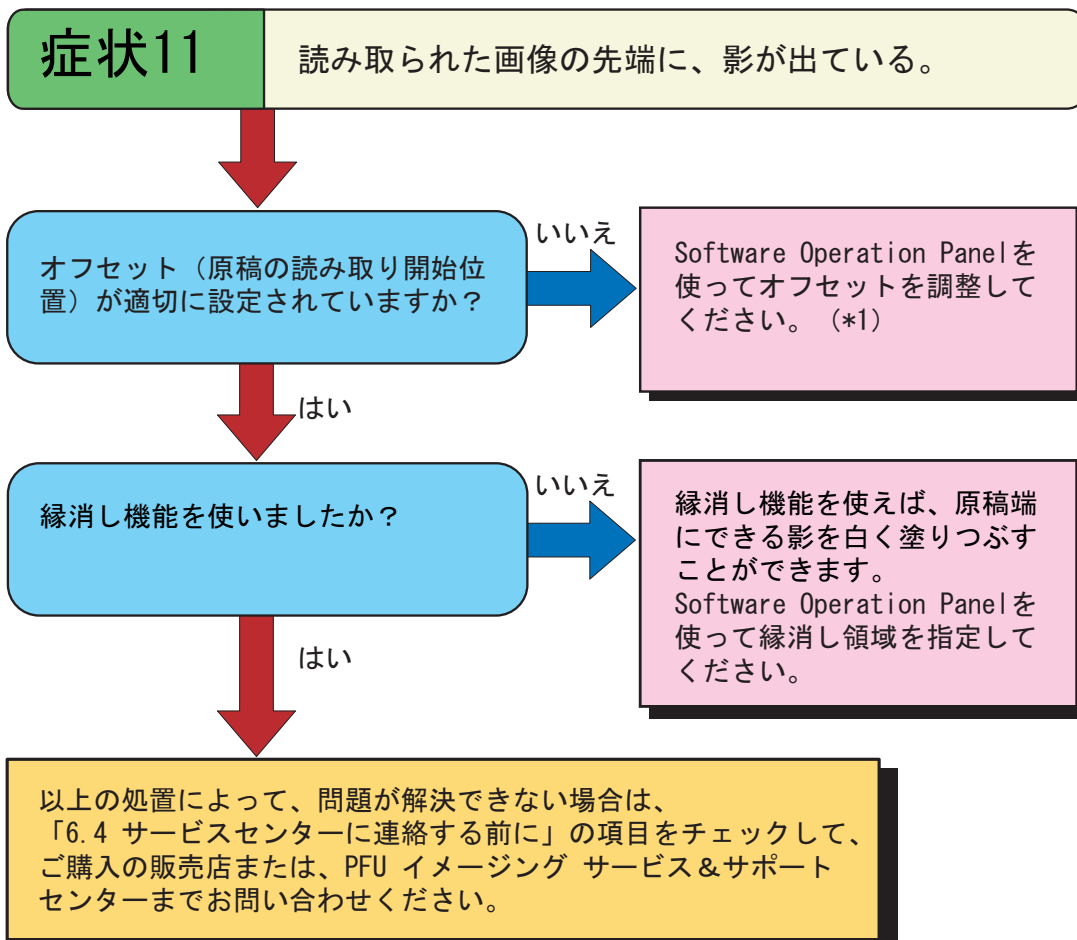 症状11
読み取られた画像の先端に、影が出ている。
オフセット（原稿の読み取り開始位
置）が適切に設定されていますか？
いいえ
Software Operation Panelを
使ってオフセットを調整して
ください。（*1）
はい
縁消し機能を使いましたか？
いいえ
縁消し機能を使えば、原稿端
にできる影を白く塗りつぶす
ことができます。
Software Operation Panelを
使って縁消し領域を指定して
ください。
はい
以上の処置によって、問題が解決できない場合は、
「6.4 サービスセンターに連絡する前に」の項目をチェックして、
ご購入の販売店または、PFU イメージング サービス＆サポート
センターまでお問い合わせください。